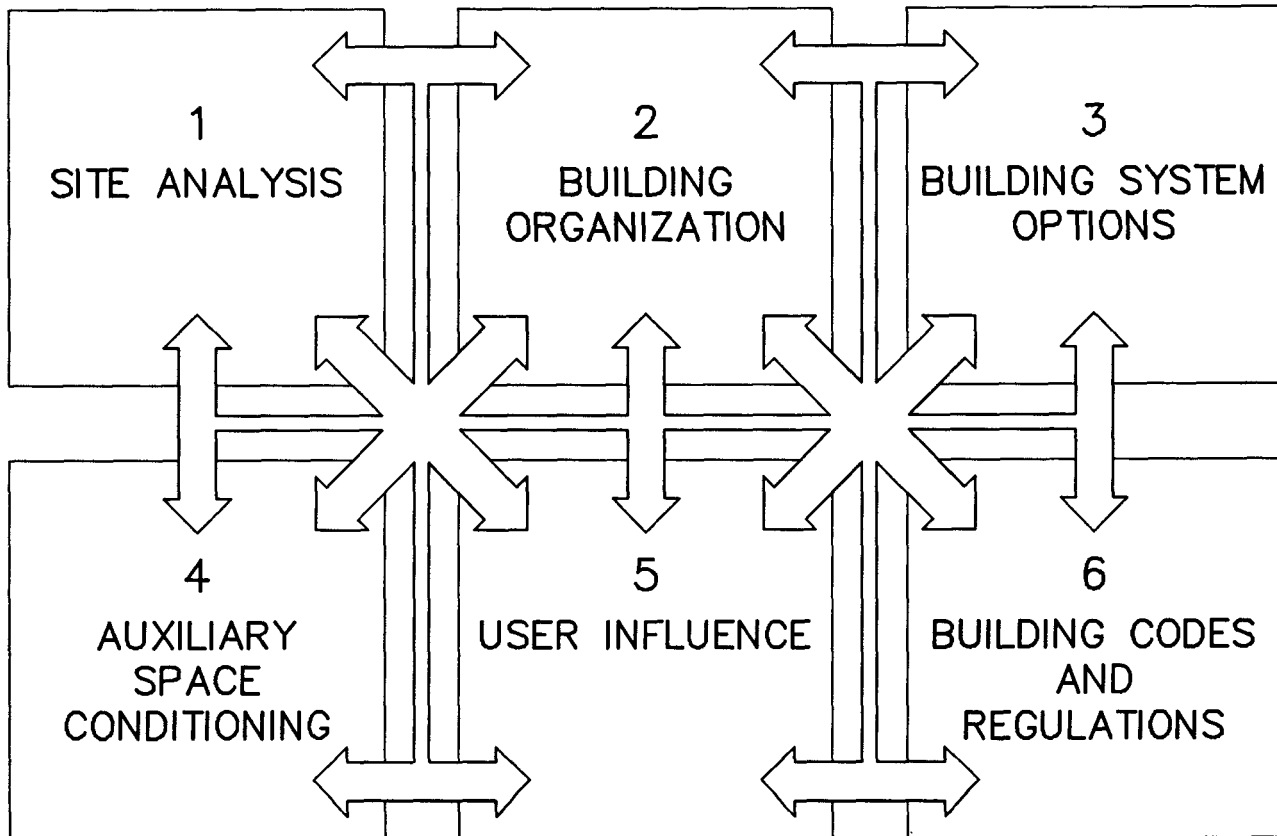 1
SITE ANALYSIS
2
BUILDING
ORGANIZATION
3
BUILDING SYSTEM
OPTIONS
4
AUXILIARY
SPACE
CONDITIONING
5
USER INFLUENCE
6
BUILDING CODES
AND
REGULATIONS